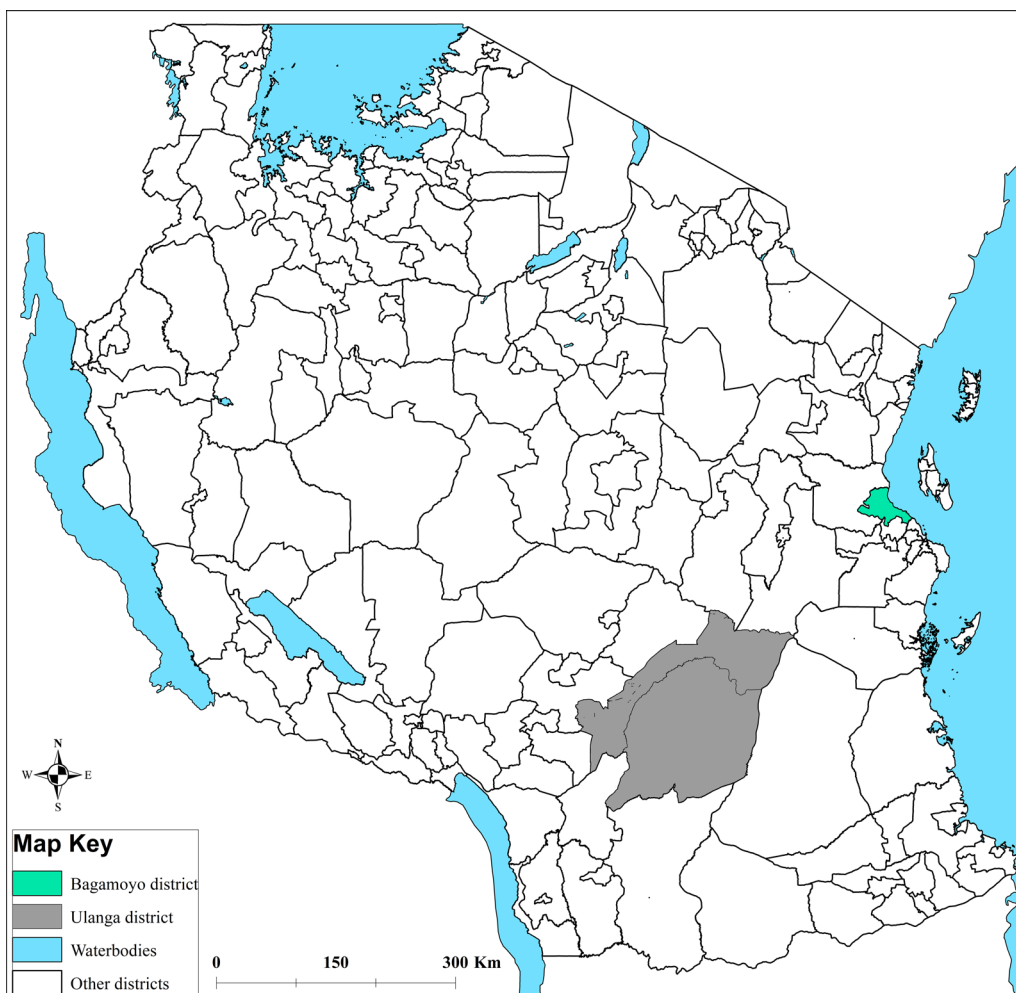 N
W E
S
Map Key
Bagamoyo district
Ulanga district
Waterbodies
Other districts
0 150 300 Km